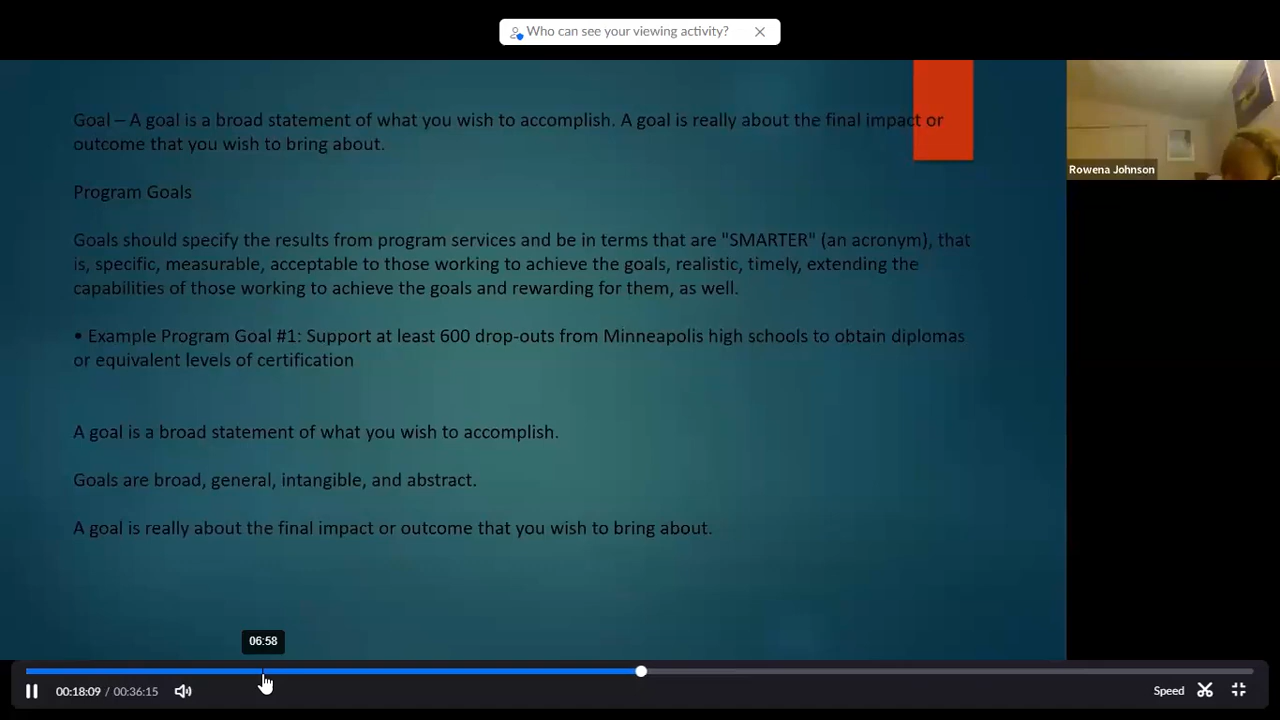 Who can see your viewing activity?
Goal – A goal is a broad statement of what you wish to accomplish. A goal is really about the final impact or
outcome that you wish to bring about.
Program Goals
Goals should specify the results from program services and be in terms that are "SMARTER" (an acronym), that
is, specific, measurable, acceptable to those working to achieve the goals, realistic, timely, extending the
capabilities of those working to achieve the goals and rewarding for them, as well.
• Example Program Goal #1: Support at least 600 drop-outs from Minneapolis high schools to obtain diplomas
or equivalent levels of certification
A goal is a broad statement of what you wish to accomplish.
Goals are broad, general, intangible, and abstract.
A goal is really about the final impact or outcome that you wish to bring about.
Rowena Johnson
06:58
00:18:09 / 00:36:15
Speed